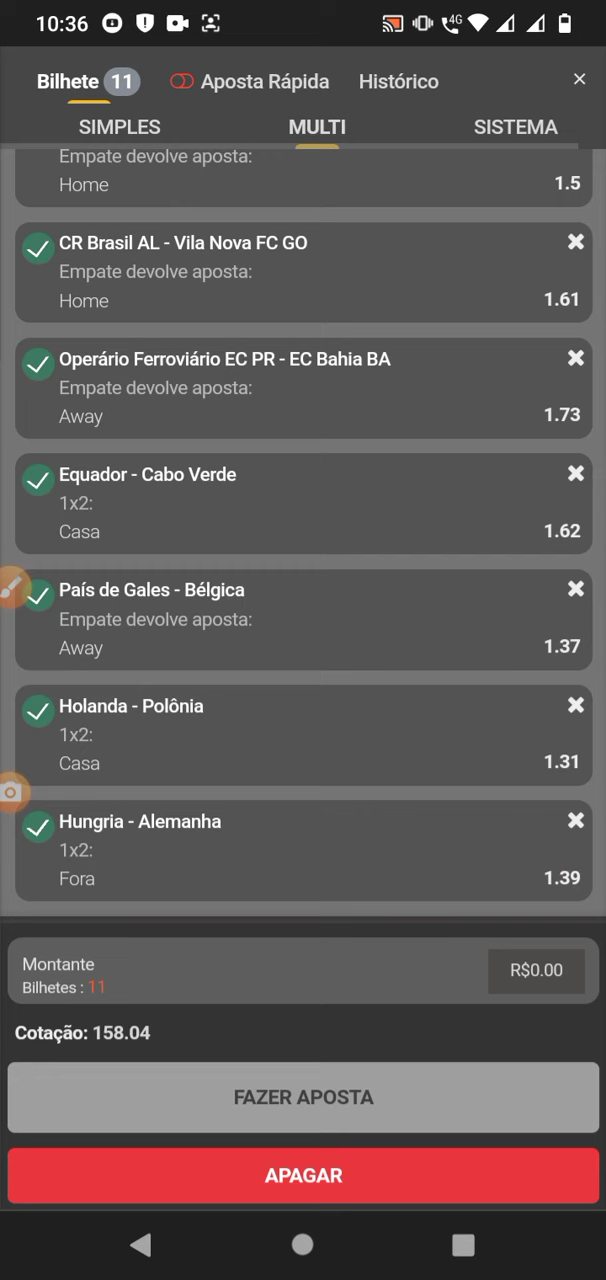 10:36
4G
Bilhete 11 Aposta Rápida Histórico ×
SIMPLES MULTI SISTEMA
Empate devolve aposta:
Home 1.5
CR Brasil AL - Vila Nova FC GO
Empate devolve aposta:
Home 1.61
Operário Ferroviário EC PR - EC Bahia BA
Empate devolve aposta:
Away 1.73
Equador - Cabo Verde
1x2:
Casa 1.62
País de Gales - Bélgica
Empate devolve aposta:
Away 1.37
Holanda - Polônia
1x2:
Casa 1.31
Hungria - Alemanha
1x2:
Fora 1.39
Montante
R$0.00
Bilhetes : 11
Cotação: 158.04
FAZER APOSTA
APAGAR